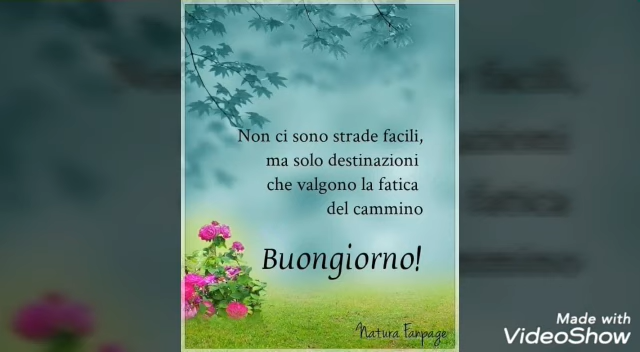 Non ci sono strade facili,
ma solo destinazioni
che valgono la fatica
del cammino
Buongiorno!
Natura Fanpage
Made with
VideoShow